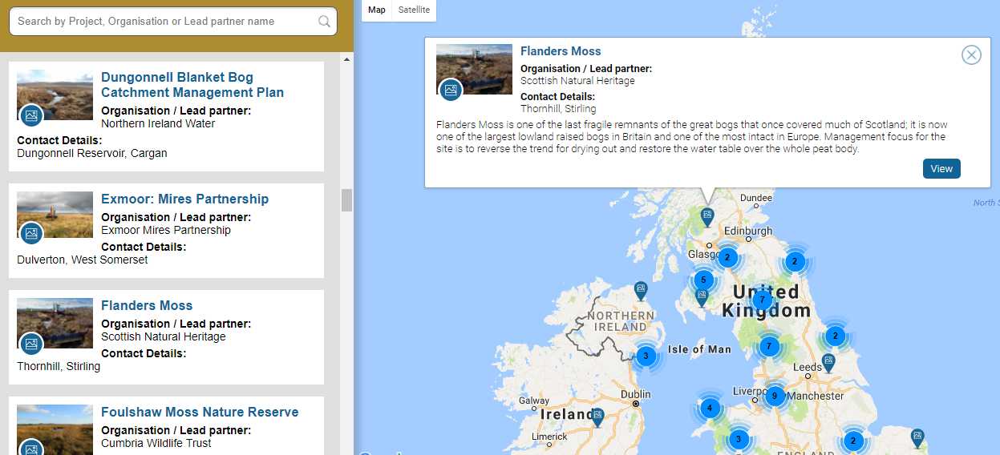 Search by Project, Organisation or Lead partner name
Dungonnell Blanket Bog
Catchment Management Plan
Organisation / Lead partner:
Northern Ireland Water
Contact Details:
Dungonnell Reservoir, Cargan
Exmoor: Mires Partnership
Organisation / Lead partner:
Exmoor Mires Partnership
Contact Details:
Dulverton, West Somerset
Flanders Moss
Organisation / Lead partner:
Scottish Natural Heritage
Contact Details:
Thornhill, Stirling
Foulshaw Moss Nature Reserve
Organisation / Lead partner:
Cumbria Wildlife Trust
Map Satellite
Flanders Moss
Organisation / Lead partner:
Scottish Natural Heritage
Contact Details:
Thornhill, Stirling
Flanders Moss is one of the last fragile remnants of the great bogs that once covered much of Scotland; it is now
one of the largest lowland raised bogs in Britain and one of the most intact in Europe. Management focus for the
site is to reverse the trend for drying out and restore the water table over the whole peat body.
View
Dundee
North S
Edinburgh
Glasg
2
2
5
United
7
Kingdom
NORTHERN
IRELAND
2
7
Isle of Man
3
Leeds
Liverpo
9
Manchester
Dublin
Galway
4
Ireland
Limerick
3
2
ENGLAND